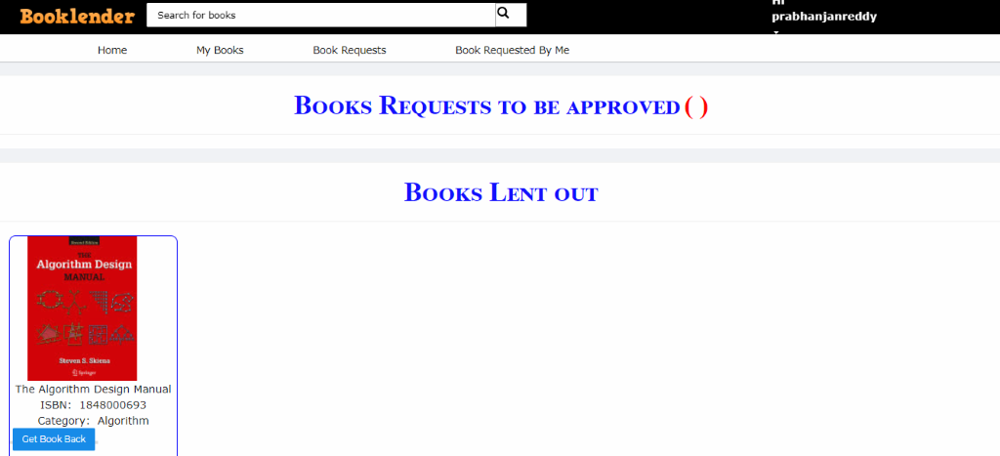 Booklender
Search for books
Hi
prabhanjanreddy
Home My Books Book Requests Book Requested By Me
Books Requests to be approved ( )
Books Lent out
Second Edition
THE
Algorithm Design
MANUAL
Steven S. Skiena
Springer
The Algorithm Design Manual
ISBN: 1848000693
Category: Algorithm
Get Book Back